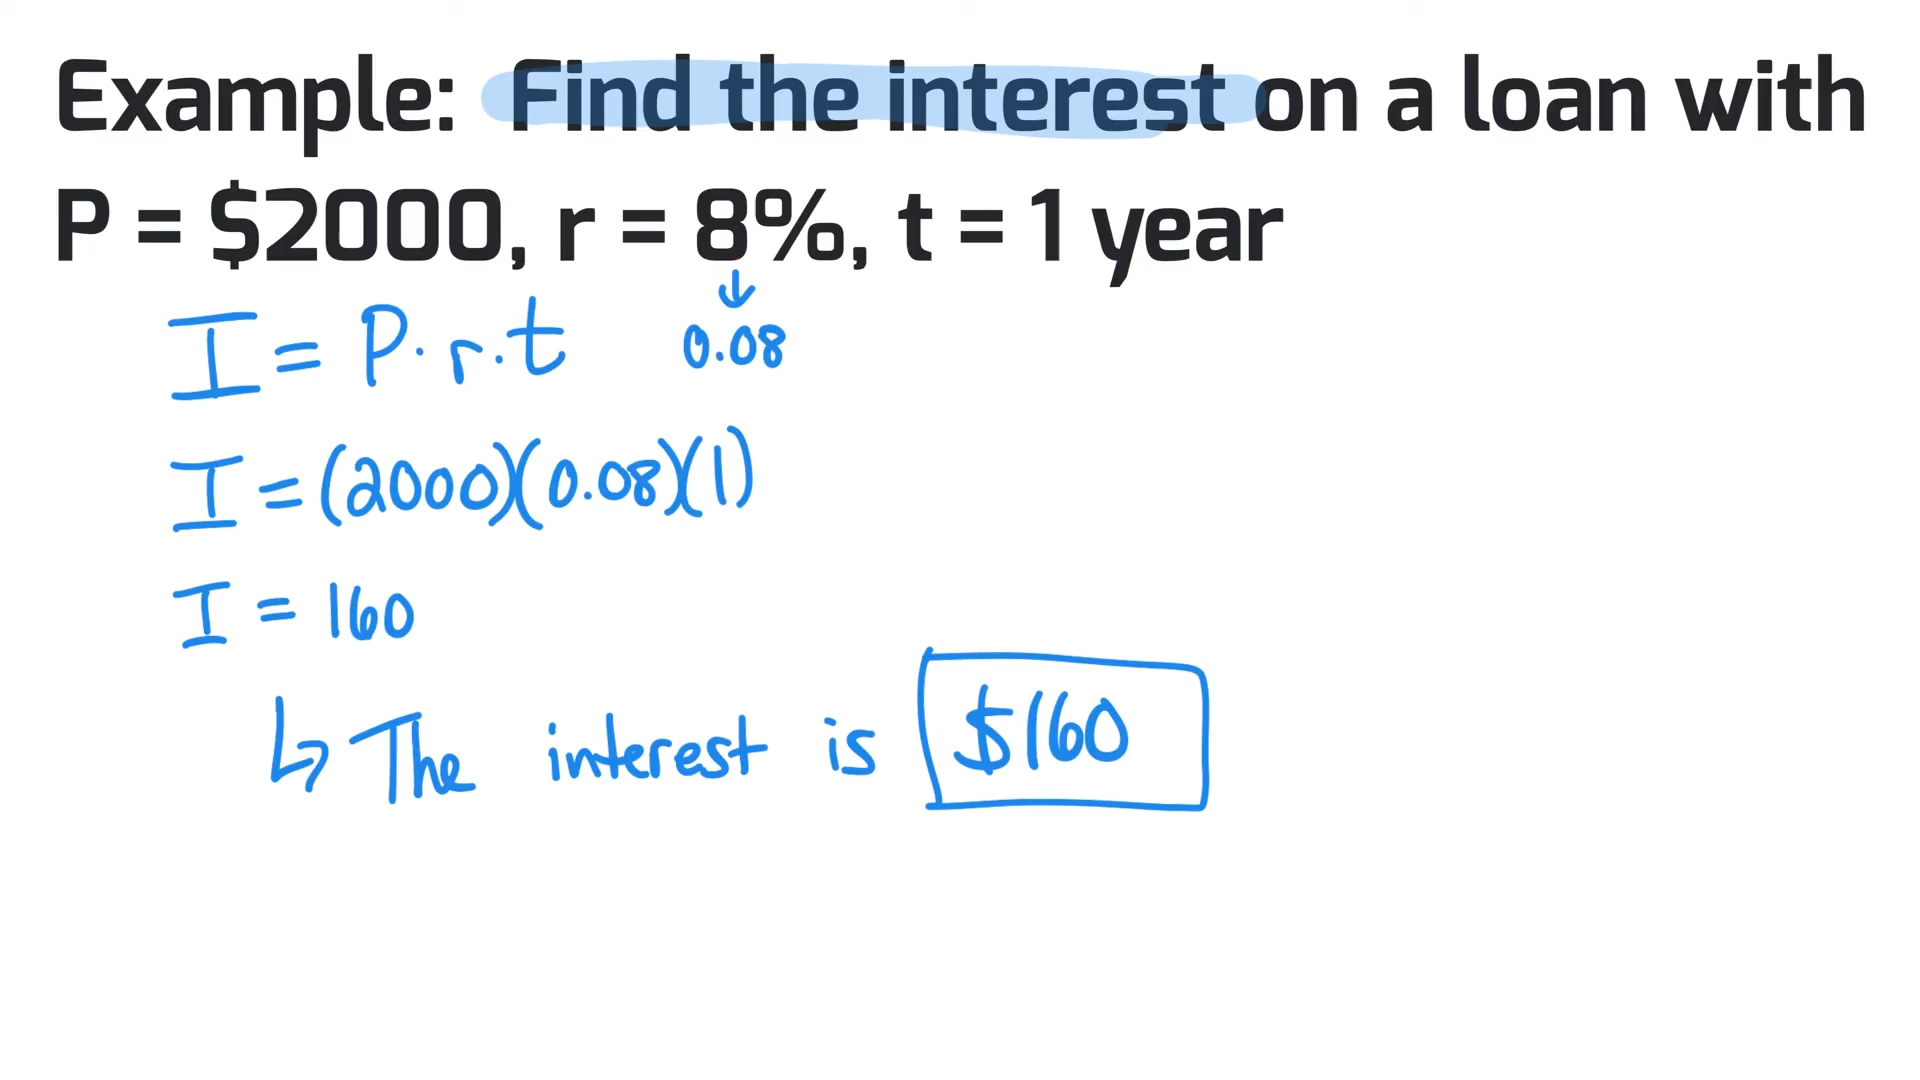 Example: Find the interest on a loan with
P = $2000, r = 8%, t = 1 year
↓
I = P · r · t 0.08
I = (2000)(0.08)(1)
I = 160
↳ The interest is $160